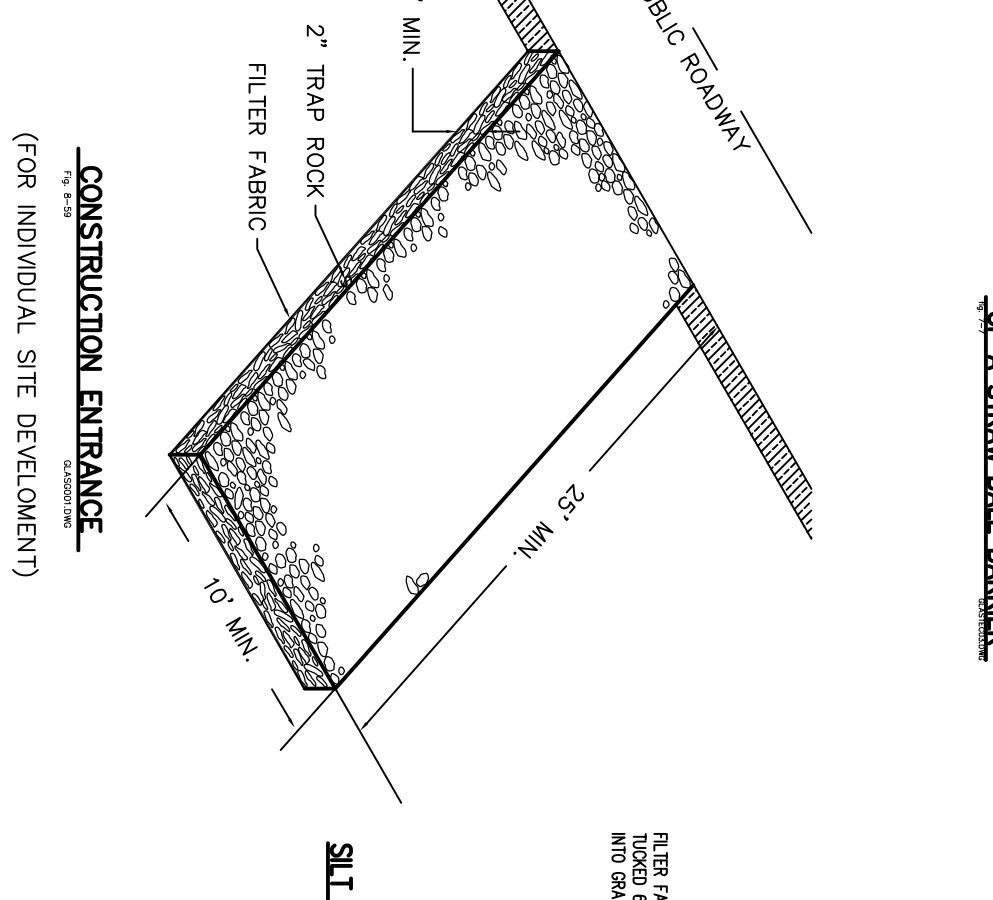 ROADWAY
MIN.
2” TRAP ROCK
FILTER FABRIC
25' MIN.
10' MIN.
CONSTRUCTION ENTRANCE
Fig. 8-59
GLASG001.DWG
(FOR INDIVIDUAL SITE DEVELOMENT)
FILTER FA
TUCKED 6
INTO GRA
SILT